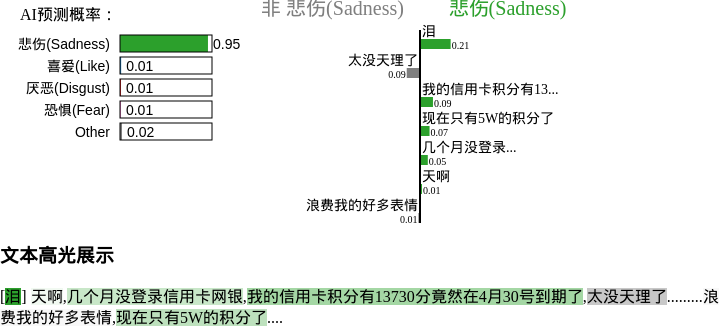 AI预测概率：
悲伤(Sadness) 0.95
喜爱(Like) 0.01
厌恶(Disgust) 0.01
恐惧(Fear) 0.01
Other 0.02
非 悲伤(Sadness) 悲伤(Sadness)
泪
0.21
太没天理了
0.09
我的信用卡积分有13...
0.09
现在只有5W的积分了
0.07
几个月没登录...
0.05
天啊
0.01
浪费我的好多表情
0.01
文本高光展示
[泪] 天啊,几个月没登录信用卡网银,我的信用卡积分有13730分竟然在4月30号到期了,太没天理了.........浪
费我的好多表情,现在只有5W的积分了....